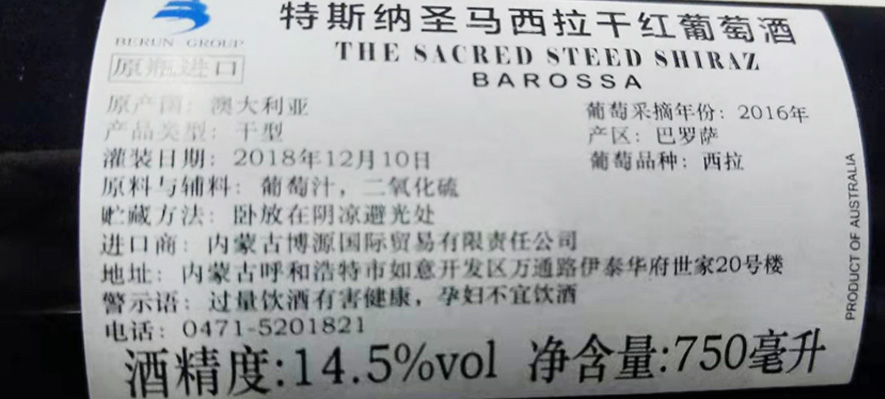 特斯纳圣马西拉干红葡萄酒
BERUN GROUP
THE SACRED STEED SHIRAZ
BAROSSA
原瓶进口
原产国：澳大利亚
葡萄采摘年份：2016年
产品类型：干型
产区：巴罗萨
灌装日期：2018年12月10日
葡萄品种：西拉
原料与辅料：葡萄汁，二氧化硫
贮藏方法：卧放在阴凉避光处
进口商：内蒙古博源国际贸易有限责任公司
地址：内蒙古呼和浩特市如意开发区万通路伊泰华府世家20号楼
警示语：过量饮酒有害健康，孕妇不宜饮酒
电话：0471-5201821
酒精度:14.5%vol 净含量:750毫升
PRODUCT OF AUSTRALIA